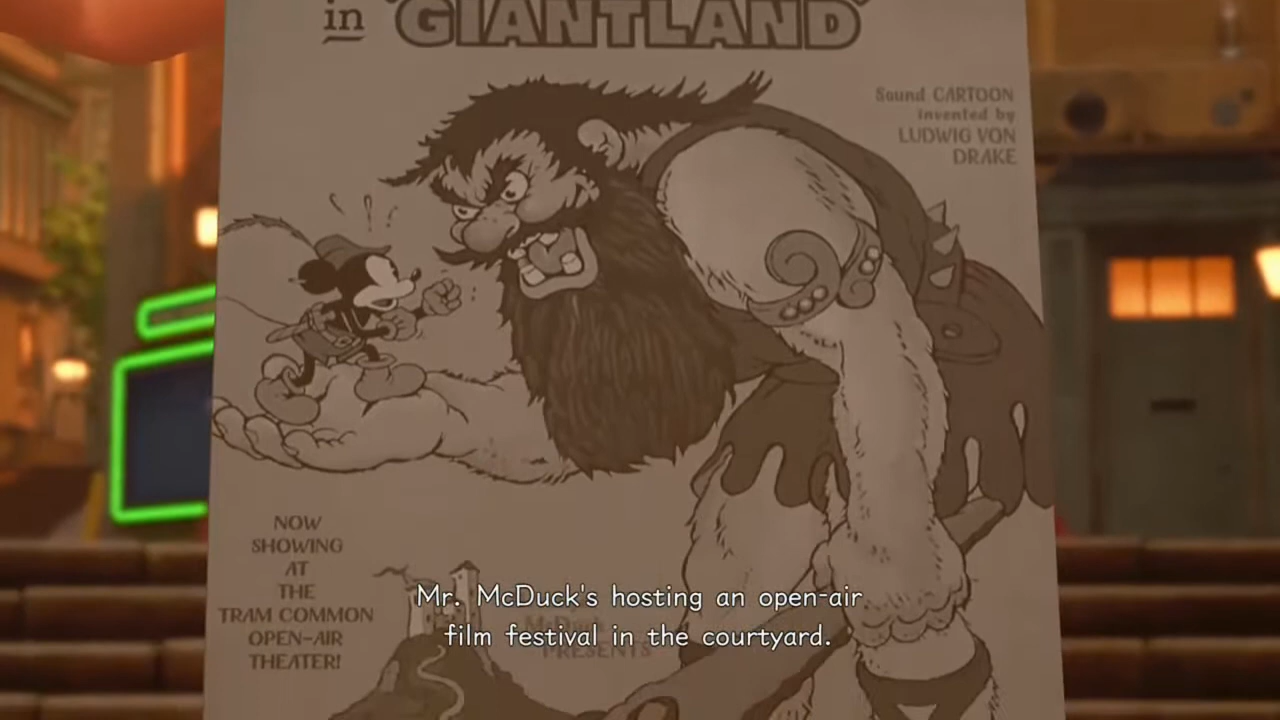 in "GIANTLAND"
Sound CARTOON
invented by
LUDWIG VON
DRAKE
NOW
SHOWING
AT
THE
TRAM COMMON
OPEN-AIR
THEATER!
McDuck
PRESENTS
Mr. McDuck's hosting an open-air
film festival in the courtyard.